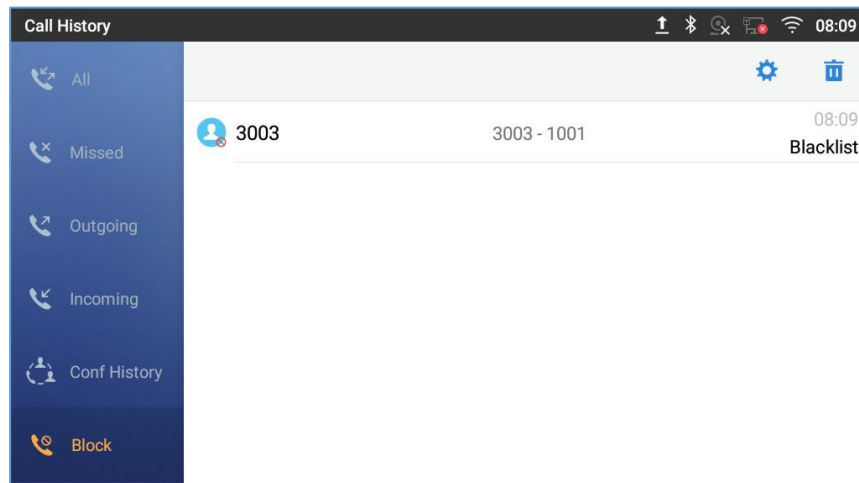 Call History
08:09
All
Missed
Outgoing
Incoming
Conf History
Block
3003
3003 - 1001
08:09
Blacklist